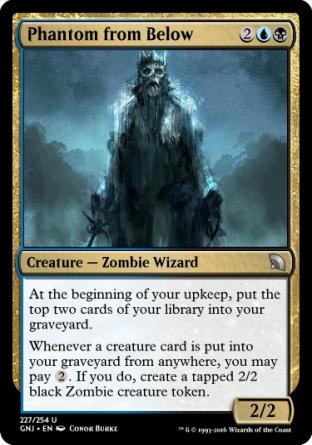 Phantom from Below 2
Creature — Zombie Wizard
At the beginning of your upkeep, put the
top two cards of your library into your
graveyard.
Whenever a creature card is put into
your graveyard from anywhere, you may
pay 2. If you do, create a tapped 2/2
black Zombie creature token.
2/2
227/254 U
GNJ • EN Conor Burke
™ & © 1993-2016 Wizards of the Coast